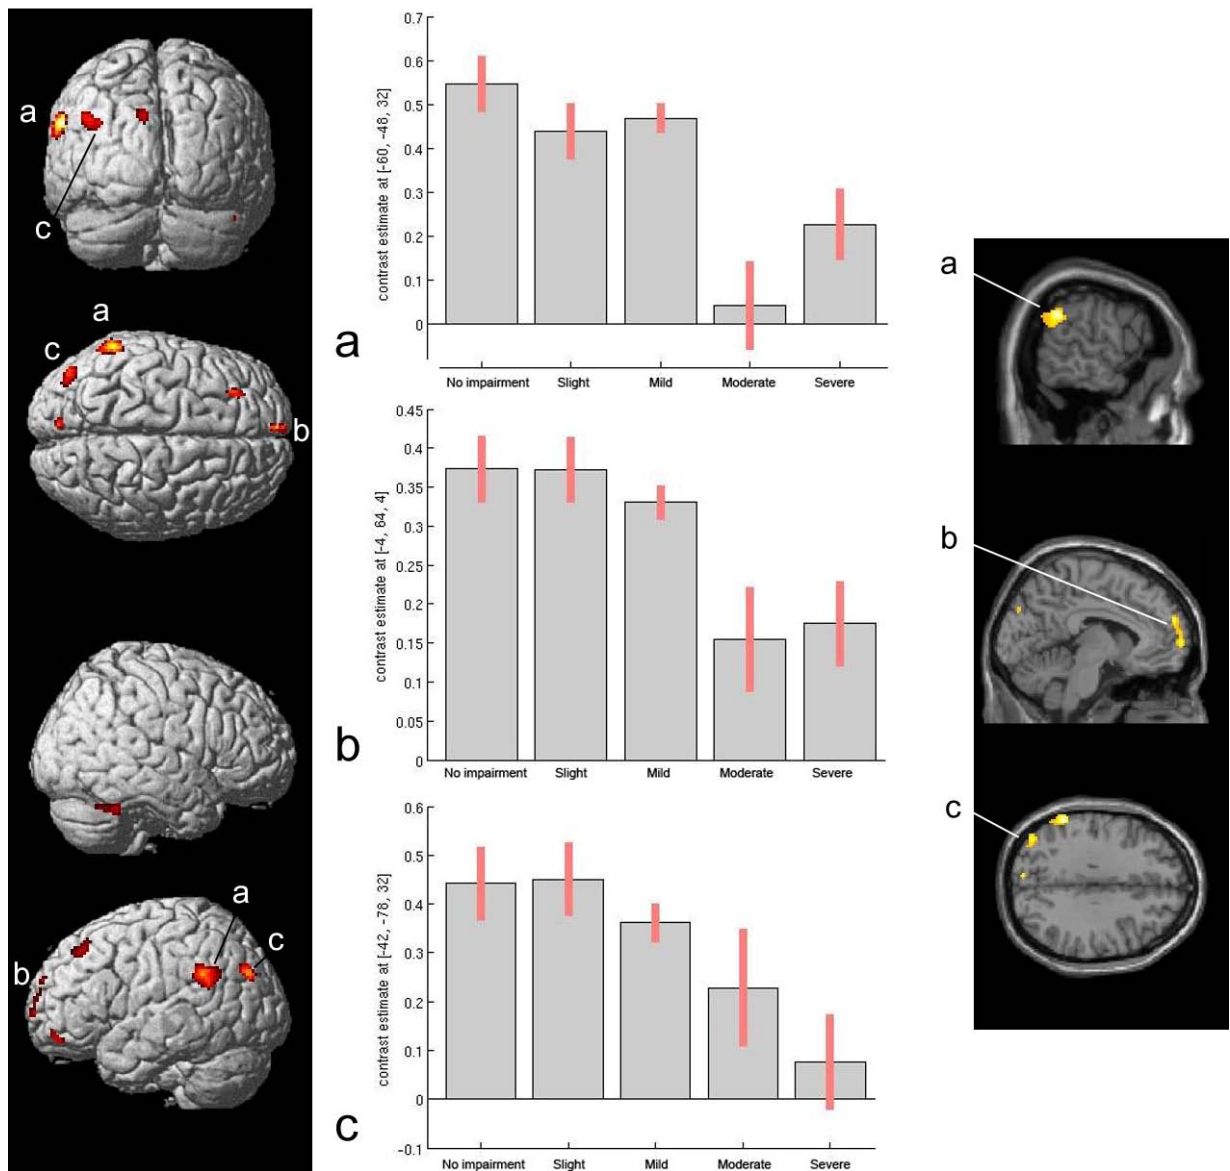 a
c
a
c
b
a
c
b
0.7
0.6
0.5
0.4
0.3
0.2
0.1
0
contrast estimate at [-60, -48, 32]
a
No impairment Slight Mild Moderate Severe
0.45
0.4
0.35
0.3
0.25
0.2
0.15
0.1
0.05
0
contrast estimate at [-4, 64, 4]
b
No impairment Slight Mild Moderate Severe
0.6
0.5
0.4
0.3
0.2
0.1
0
-0.1
contrast estimate at [-42, -78, 32]
c
No impairment Slight Mild Moderate Severe
a
b
c